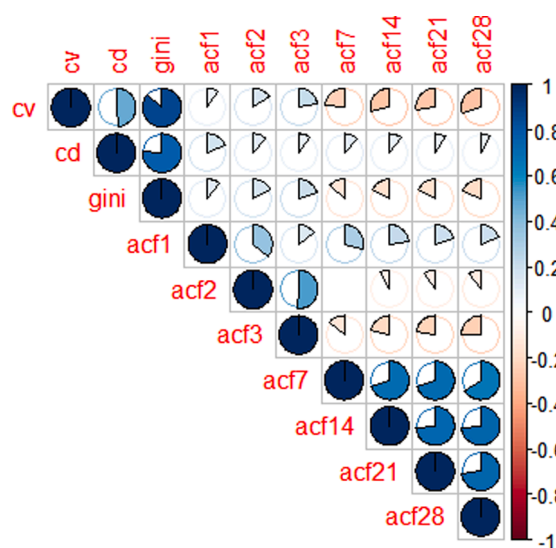 cv cd gini acf1 acf2 acf3 acf7 acf14 acf21 acf28
cv
cd
gini
acf1
acf2
acf3
acf7
acf14
acf21
acf28
1
0.8
0.6
0.4
0.2
0
-0.2
-0.4
-0.6
-0.8
-1